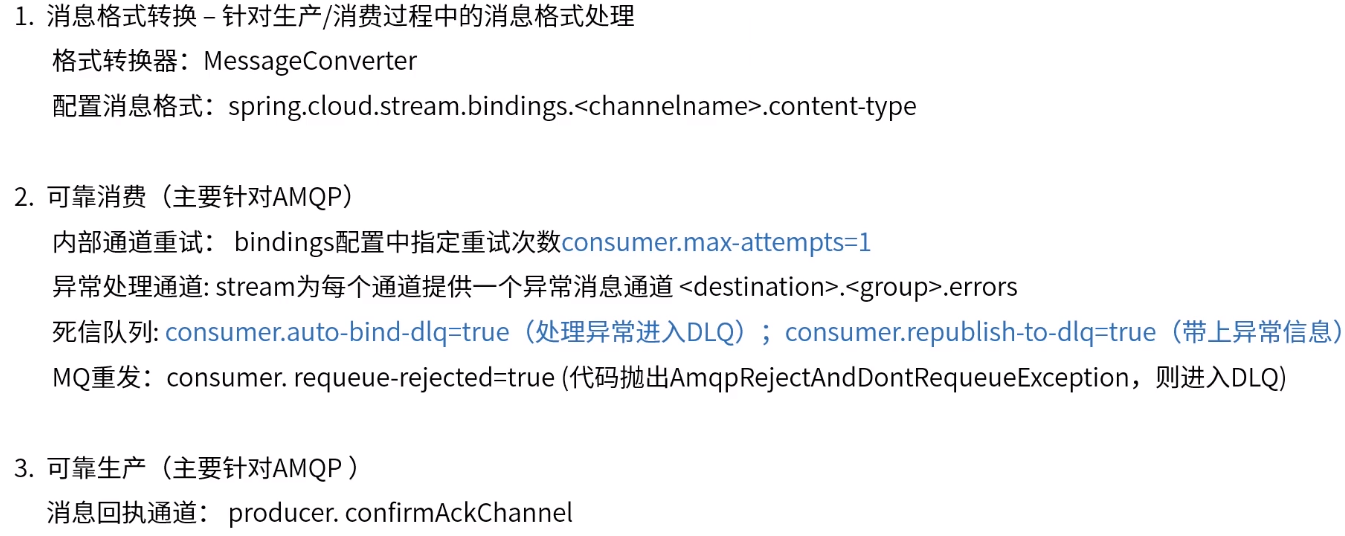 1. 消息格式转换 – 针对生产/消费过程中的消息格式处理
格式转换器：MessageConverter
配置消息格式：spring.cloud.stream.bindings.<channelname>.content-type
2. 可靠消费（主要针对AMQP）
内部通道重试： bindings配置中指定重试次数consumer.max-attempts=1
异常处理通道: stream为每个通道提供一个异常消息通道 <destination>.<group>.errors
死信队列: consumer.auto-bind-dlq=true（处理异常进入DLQ）；consumer.republish-to-dlq=true（带上异常信息）
MQ重发：consumer. requeue-rejected=true (代码抛出AmqpRejectAndDontRequeueException，则进入DLQ)
3. 可靠生产（主要针对AMQP ）
消息回执通道： producer. confirmAckChannel